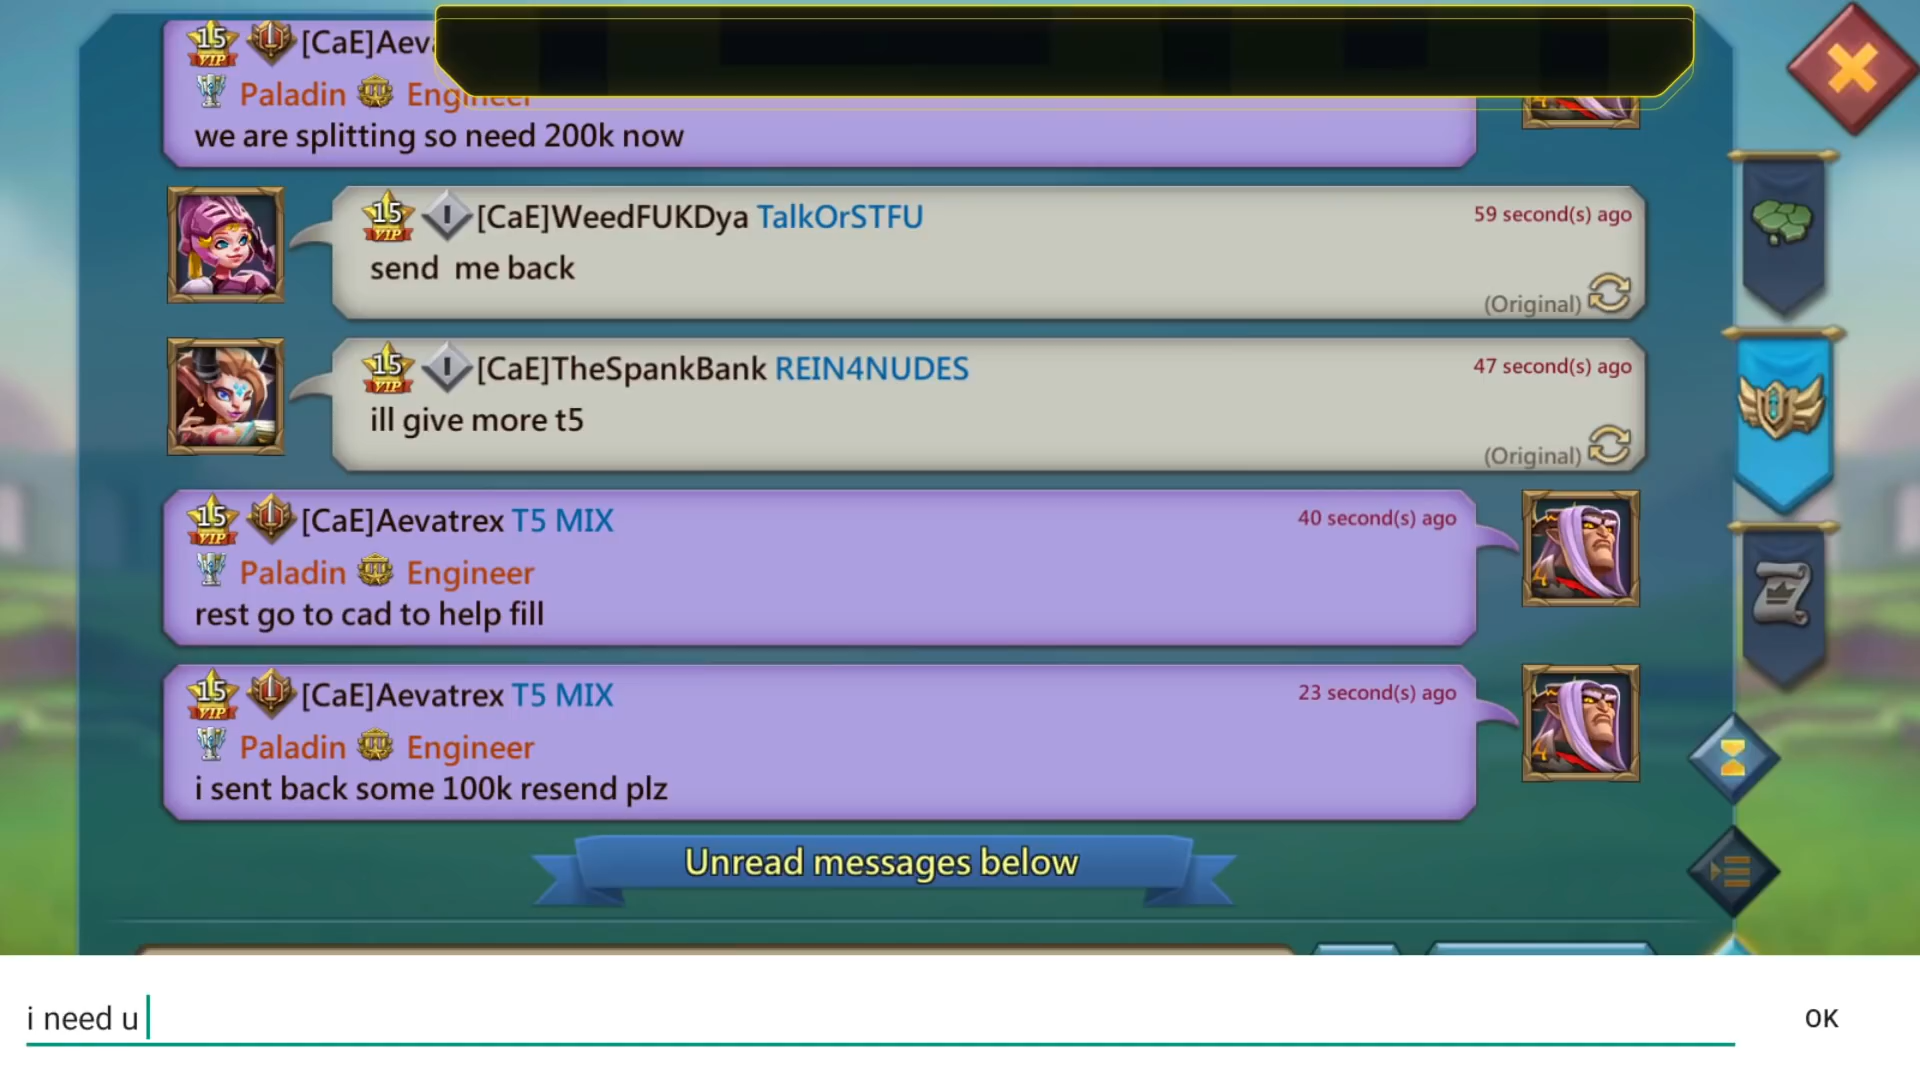 15 VIP [CaE]Aev
Paladin Engineer
we are splitting so need 200k now
15 VIP [CaE]WeedFUKDya TalkOrSTFU 59 second(s) ago
send me back
(Original)
15 VIP [CaE]TheSpankBank REIN4NUDES 47 second(s) ago
ill give more t5
(Original)
15 VIP [CaE]Aevatrex T5 MIX 40 second(s) ago
Paladin Engineer
rest go to cad to help fill
15 VIP [CaE]Aevatrex T5 MIX 23 second(s) ago
Paladin Engineer
i sent back some 100k resend plz
Unread messages below
i need u
OK